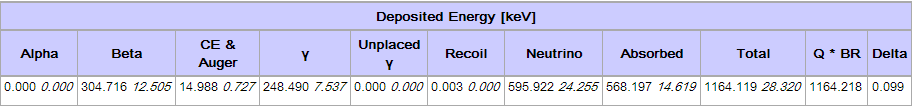 Deposited Energy [keV]
Alpha Beta CE & Auger γ Unplaced γ Recoil Neutrino Absorbed Total Q * BR Delta
0.000 0.000 304.716 12.505 14.988 0.727 248.490 7.537 0.000 0.000 0.003 0.000 595.922 24.255 568.197 14.619 1164.119 28.320 1164.218 0.099